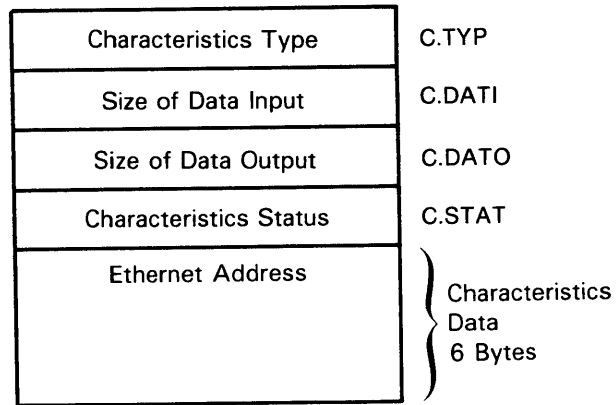 Characteristics Type C.TYP
Size of Data Input C.DATI
Size of Data Output C.DATO
Characteristics Status C.STAT
Ethernet Address
Characteristics
Data
6 Bytes